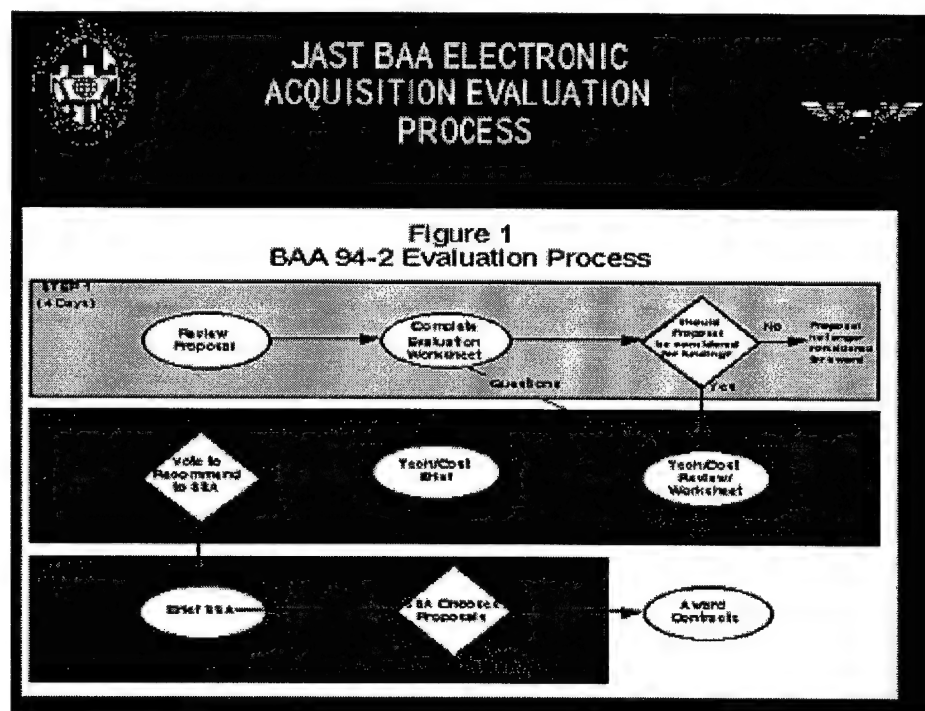 JAST BAA ELECTRONIC
ACQUISITION EVALUATION
PROCESS
Figure 1
BAA 94-2 Evaluation Process
STEP 1
(4 Days)
Review
Proposal
Complete
Evaluation
Worksheet
Should
Proposal
be considered
for funding?
No
Proposal
no longer
considered
for award
Questions
Yes
Vote to
Recommend
to SSA
Tech/Cost
Brief
Tech/Cost
Review/
Worksheet
Brief SSA
SSA Chooses
Proposals
Award
Contracts